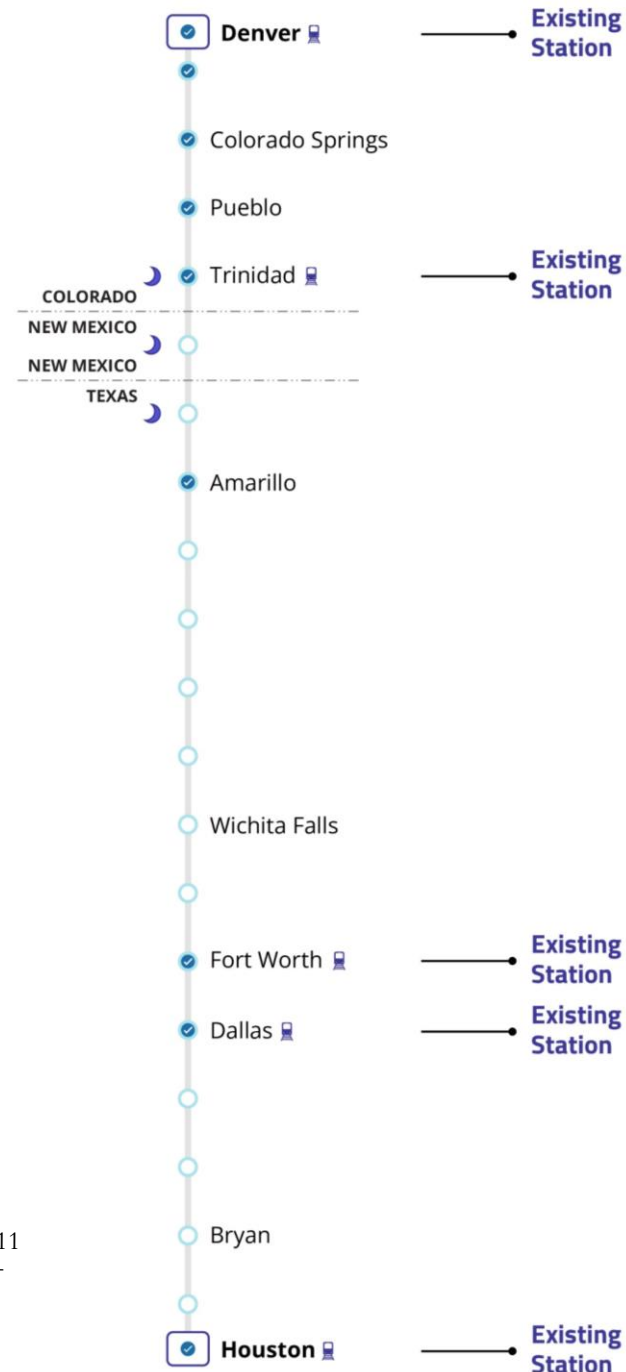 Denver
Existing
Station
Colorado Springs
Pueblo
Trinidad
Existing
Station
COLORADO
NEW MEXICO
NEW MEXICO
TEXAS
Amarillo
Wichita Falls
Fort Worth
Existing
Station
Dallas
Existing
Station
11
Bryan
Houston
Existing
Station